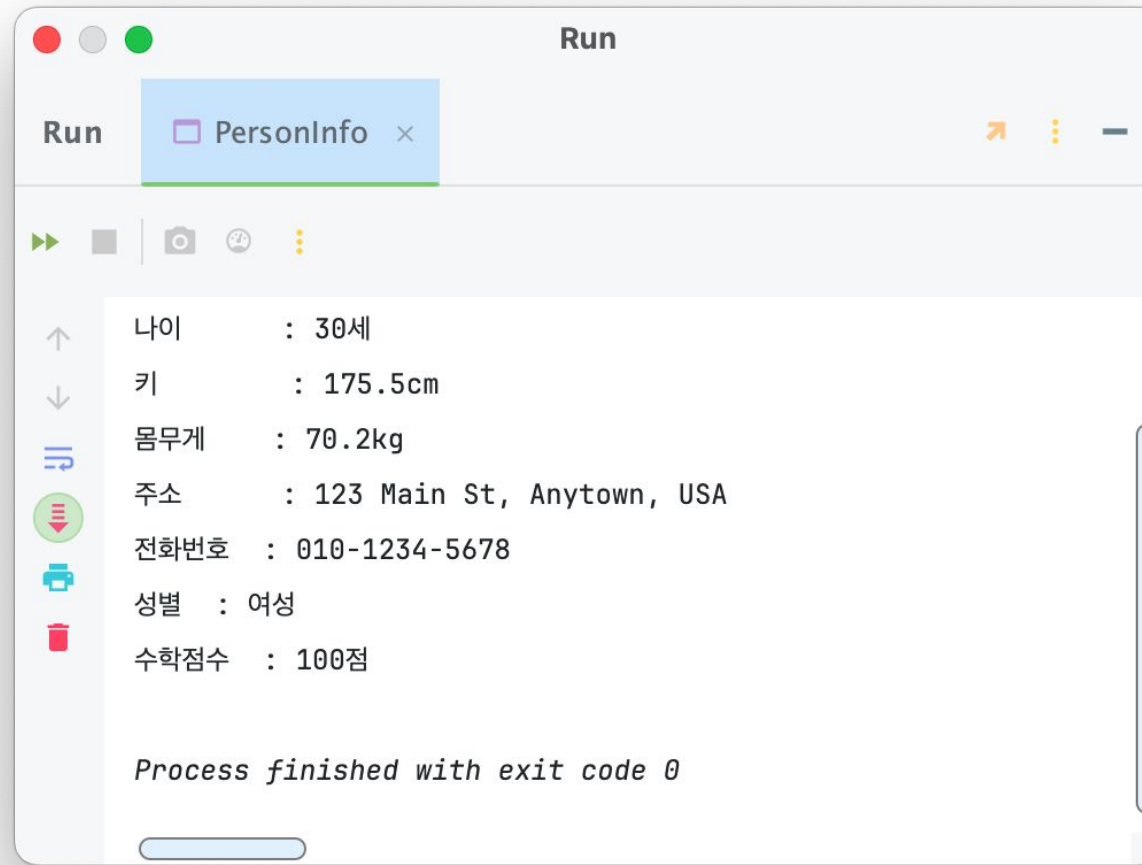 Run
Run PersonInfo ×
나이 : 30세
키 : 175.5cm
몸무게 : 70.2kg
주소 : 123 Main St, Anytown, USA
전화번호 : 010-1234-5678
성별 : 여성
수학점수 : 100점
Process finished with exit code 0